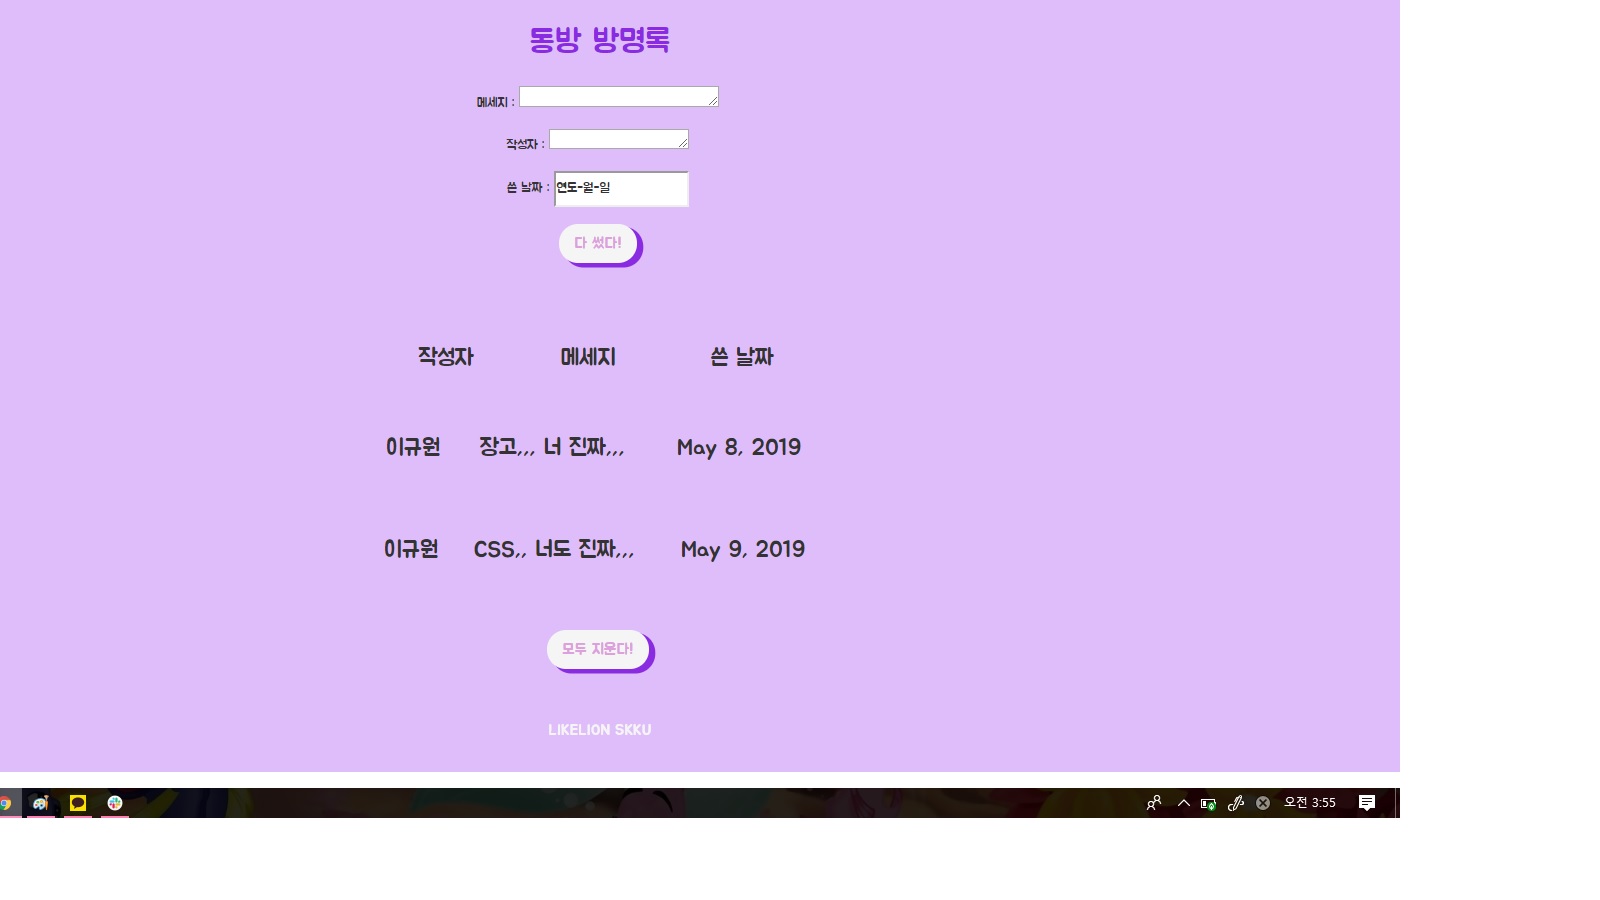 동방 방명록
메세지 :
작성자 :
쓴 날짜 : 연도-월-일
다 썼다!
작성자 메세지 쓴 날짜
이규원 장고,,, 너 진짜,,, May 8, 2019
이규원 CSS,, 너도 진짜,,, May 9, 2019
모두 지운다!
LIKELION SKKU
오전 3:55